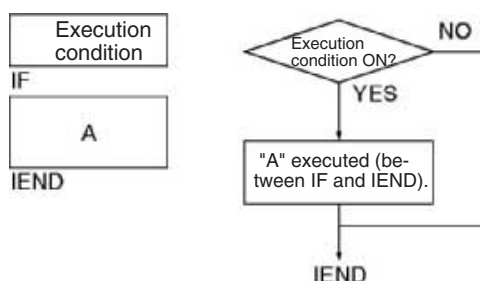 Execution
condition
IF
A
IEND
Execution
condition ON?
NO
YES
"A" executed (be-
tween IF and IEND).
IEND